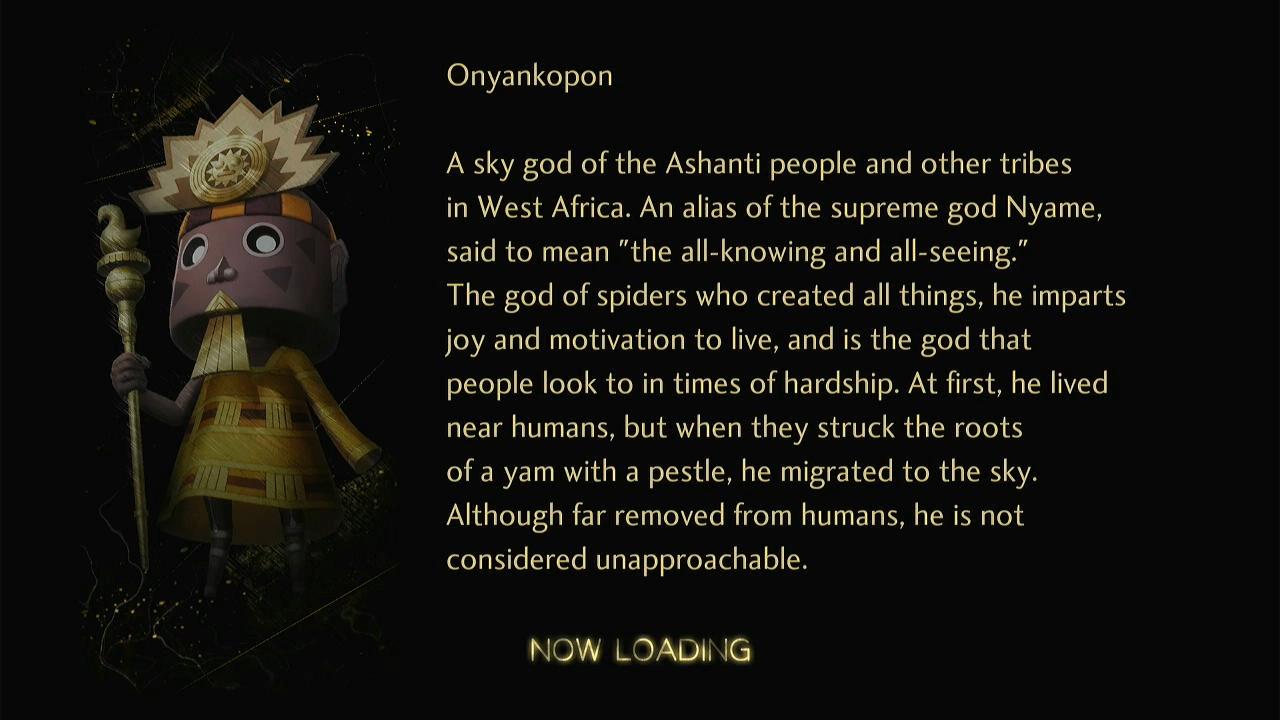 Onyankopon
A sky god of the Ashanti people and other tribes
in West Africa. An alias of the supreme god Nyame,
said to mean "the all-knowing and all-seeing."
The god of spiders who created all things, he imparts
joy and motivation to live, and is the god that
people look to in times of hardship. At first, he lived
near humans, but when they struck the roots
of a yam with a pestle, he migrated to the sky.
Although far removed from humans, he is not
considered unapproachable.
NOW LOADING